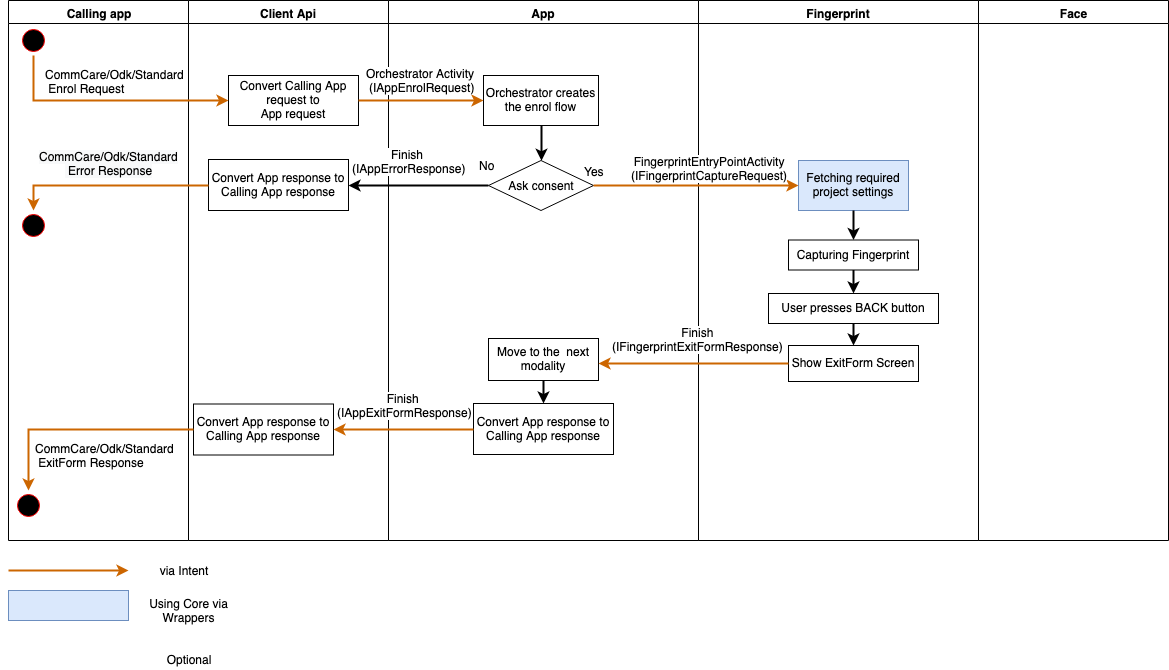 Calling app
Client Api
App
Fingerprint
Face
CommCare/Odk/Standard
Enrol Request
Convert Calling App
request to
App request
Orchestrator Activity
(IAppEnrolRequest)
Orchestrator creates
the enrol flow
CommCare/Odk/Standard
Error Response
Convert App response to
Calling App response
Finish
(IAppErrorResponse)
No
Ask consent
Yes
FingerprintEntryPointActivity
(IFingerprintCaptureRequest)
Fetching required
project settings
Capturing Fingerprint
User presses BACK button
Finish
(IFingerprintExitFormResponse)
Show ExitForm Screen
Move to the next
modality
Finish
(IAppExitFormResponse)
Convert App response to
Calling App response
Convert App response to
Calling App response
CommCare/Odk/Standard
ExitForm Response
via Intent
Using Core via
Wrappers
Optional